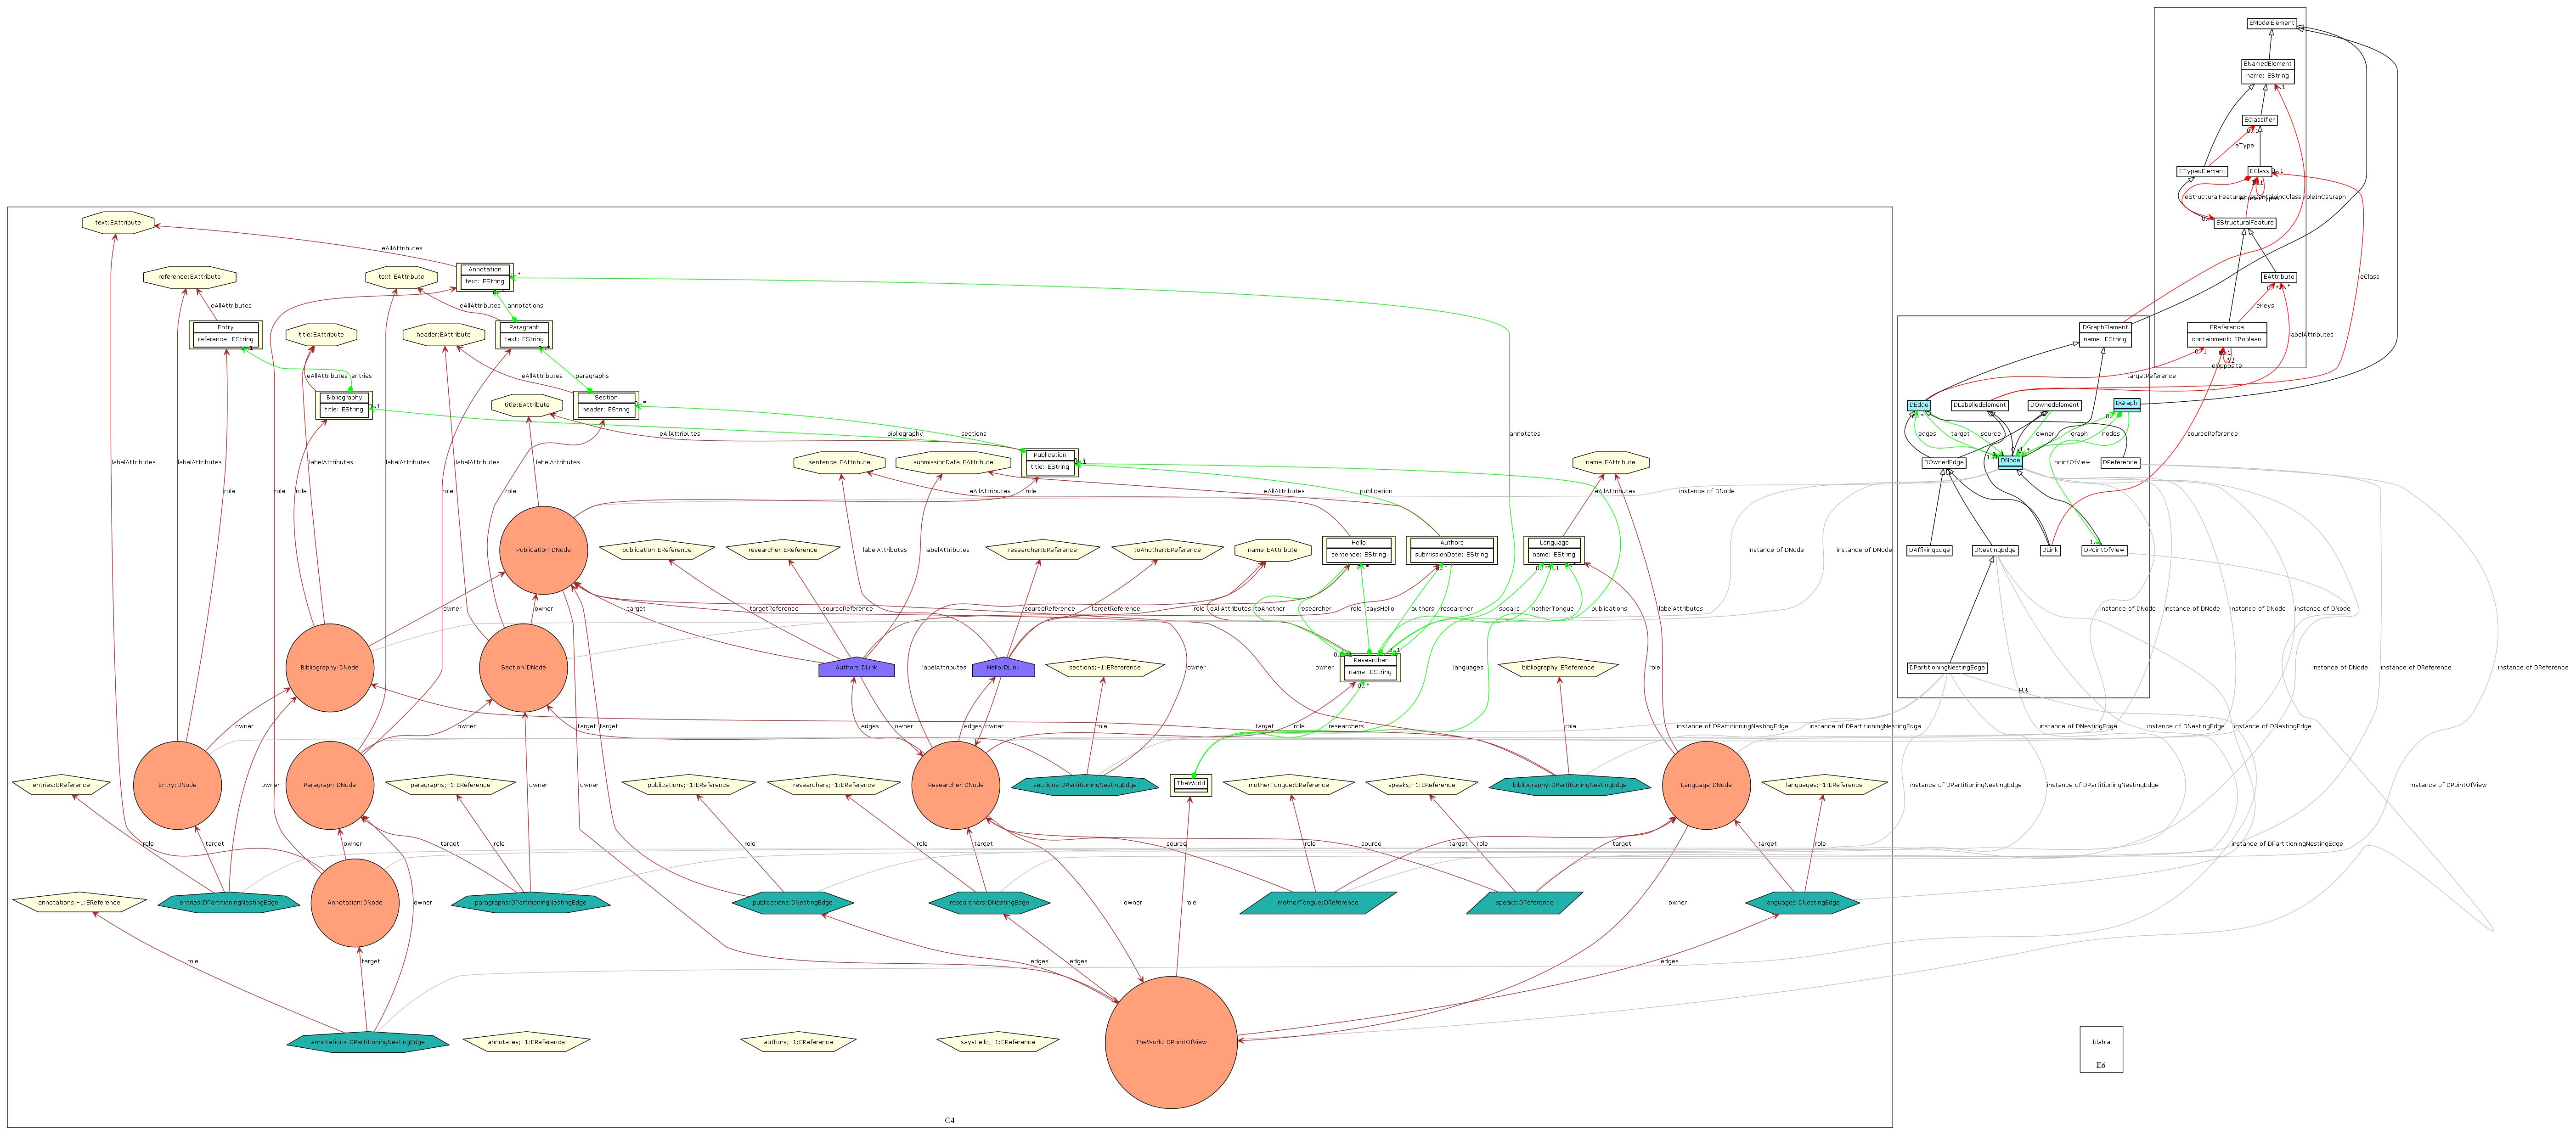 EModelElement
ENamedElement
name: EString
0..1
EClassifier
0..1
eType
ETypedElement
EClass
0..1
eStructuralFeatures
eContainingClass
roleInCsGraph
EStructuralFeature
eClass
EAttribute
eKeys
DGraphElement
name: EString
EReference
containment: EBoolean
labelAttributes
0..1
eOpposite
targetReference
DEdge
DLabelledElement
DOwnedElement
DGraph
edges
target
source
owner
graph
nodes
sourceReference
DOwnedEdge
DNode
pointOfView
DReference
DAffixingEdge
DNestingEdge
DLink
DPointOfView
DPartitioningNestingEdge
B3
text:EAttribute
eAllAttributes
reference:EAttribute
text:EAttribute
Annotation
text: EString
eAllAttributes
eAllAttributes
annotations
Entry
reference: EString
title:EAttribute
header:EAttribute
Paragraph
text: EString
eAllAttributes
entries
eAllAttributes
paragraphs
Bibliography
title: EString
title:EAttribute
Section
header: EString
eAllAttributes
bibliography
sections
annotates
labelAttributes
labelAttributes
labelAttributes
labelAttributes
labelAttributes
labelAttributes
sentence:EAttribute
submissionDate:EAttribute
Publication
title: EString
name:EAttribute
role
role
role
role
role
role
eAllAttributes
eAllAttributes
publication
eAllAttributes
instance of DNode
Publication:DNode
publication:EReference
researcher:EReference
labelAttributes
labelAttributes
researcher:EReference
toAnother:EReference
name:EAttribute
Hello
sentence: EString
Authors
submissionDate: EString
Language
name: EString
instance of DNode
instance of DNode
owner
owner
target
targetReference
sourceReference
sourceReference
targetReference
role
eAllAttributes
toAnother
researcher
role
saysHello
authors
researcher
speaks
motherTongue
publications
labelAttributes
instance of DNode
instance of DNode
instance of DNode
instance of DNode
Bibliography:DNode
Section:DNode
Authors:DLink
labelAttributes
Hello:DLink
sections;-1:EReference
owner
owner
Researcher
name: EString
languages
bibliography:EReference
role
instance of DNode
instance of DReference
instance of DReference
owner
owner
target
target
edges
owner
edges
owner
role
target
role
researchers
role
instance of DPartitioningNestingEdge
instance of DPartitioningNestingEdge
instance of DNestingEdge
instance of DNestingEdge
instance of DNestingEdge
entries:EReference
Entry:DNode
owner
Paragraph:DNode
paragraphs;-1:EReference
owner
owner
publications;-1:EReference
researchers;-1:EReference
Researcher:DNode
sections:DPartitioningNestingEdge
TheWorld
motherTongue:EReference
speaks;-1:EReference
bibliography:DPartitioningNestingEdge
Language:DNode
languages;-1:EReference
instance of DPartitioningNestingEdge
instance of DPartitioningNestingEdge
instance of DPointOfView
role
target
owner
target
role
role
role
target
source
role
source
role
target
target
target
role
instance of DPartitioningNestingEdge
annotations;-1:EReference
entries:DPartitioningNestingEdge
Annotation:DNode
owner
paragraphs:DPartitioningNestingEdge
publications:DNestingEdge
researchers:DNestingEdge
owner
role
motherTongue:DReference
speaks:DReference
owner
languages:DNestingEdge
role
target
edges
edges
edges
annotations:DPartitioningNestingEdge
annotates;-1:EReference
authors;-1:EReference
saysHello;-1:EReference
TheWorld::DPointOfView
blabla
E6
C4